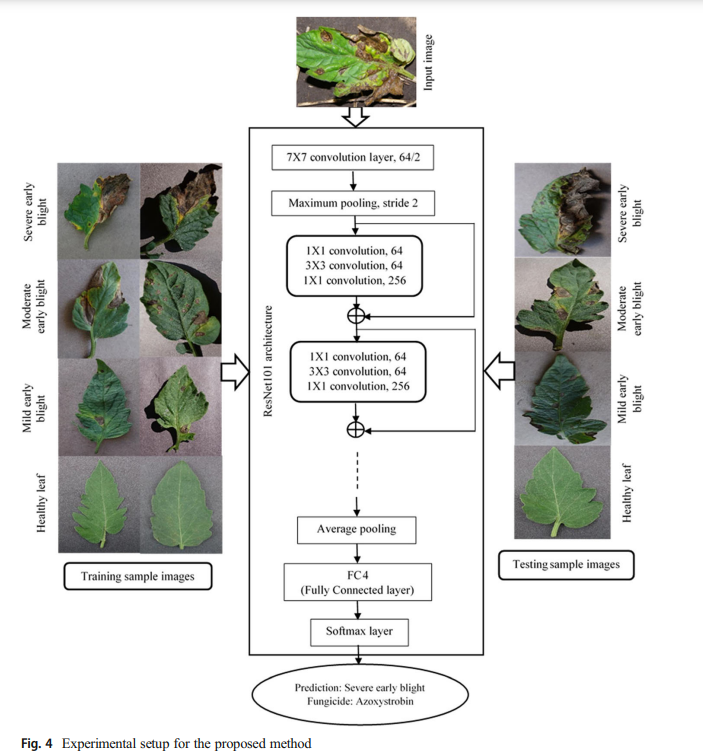 Input image
7X7 convolution layer, 64/2
Maximum pooling, stride 2
1X1 convolution, 64
3X3 convolution, 64
1X1 convolution, 256
ResNet101 architecture
1X1 convolution, 64
3X3 convolution, 64
1X1 convolution, 256
Average pooling
FC4
(Fully Connected layer)
Softmax layer
Prediction: Severe early blight
Fungicide: Azoxystrobin
Severe early
blight
Moderate
early blight
Mild early
blight
Healthy leaf
Training sample images
Severe early
blight
Moderate
early blight
Mild early
blight
Healthy leaf
Testing sample images
Fig. 4 Experimental setup for the proposed method